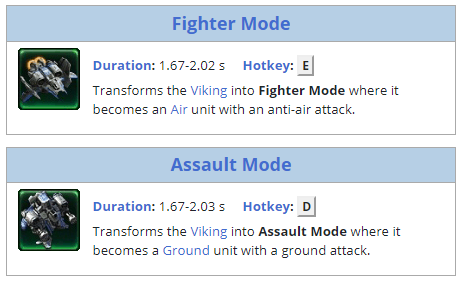 Fighter Mode
Duration: 1.67-2.02 s Hotkey: E
Transforms the Viking into Fighter Mode where it
becomes an Air unit with an anti-air attack.
Assault Mode
Duration: 1.67-2.03 s Hotkey: D
Transforms the Viking into Assault Mode where it
becomes a Ground unit with a ground attack.